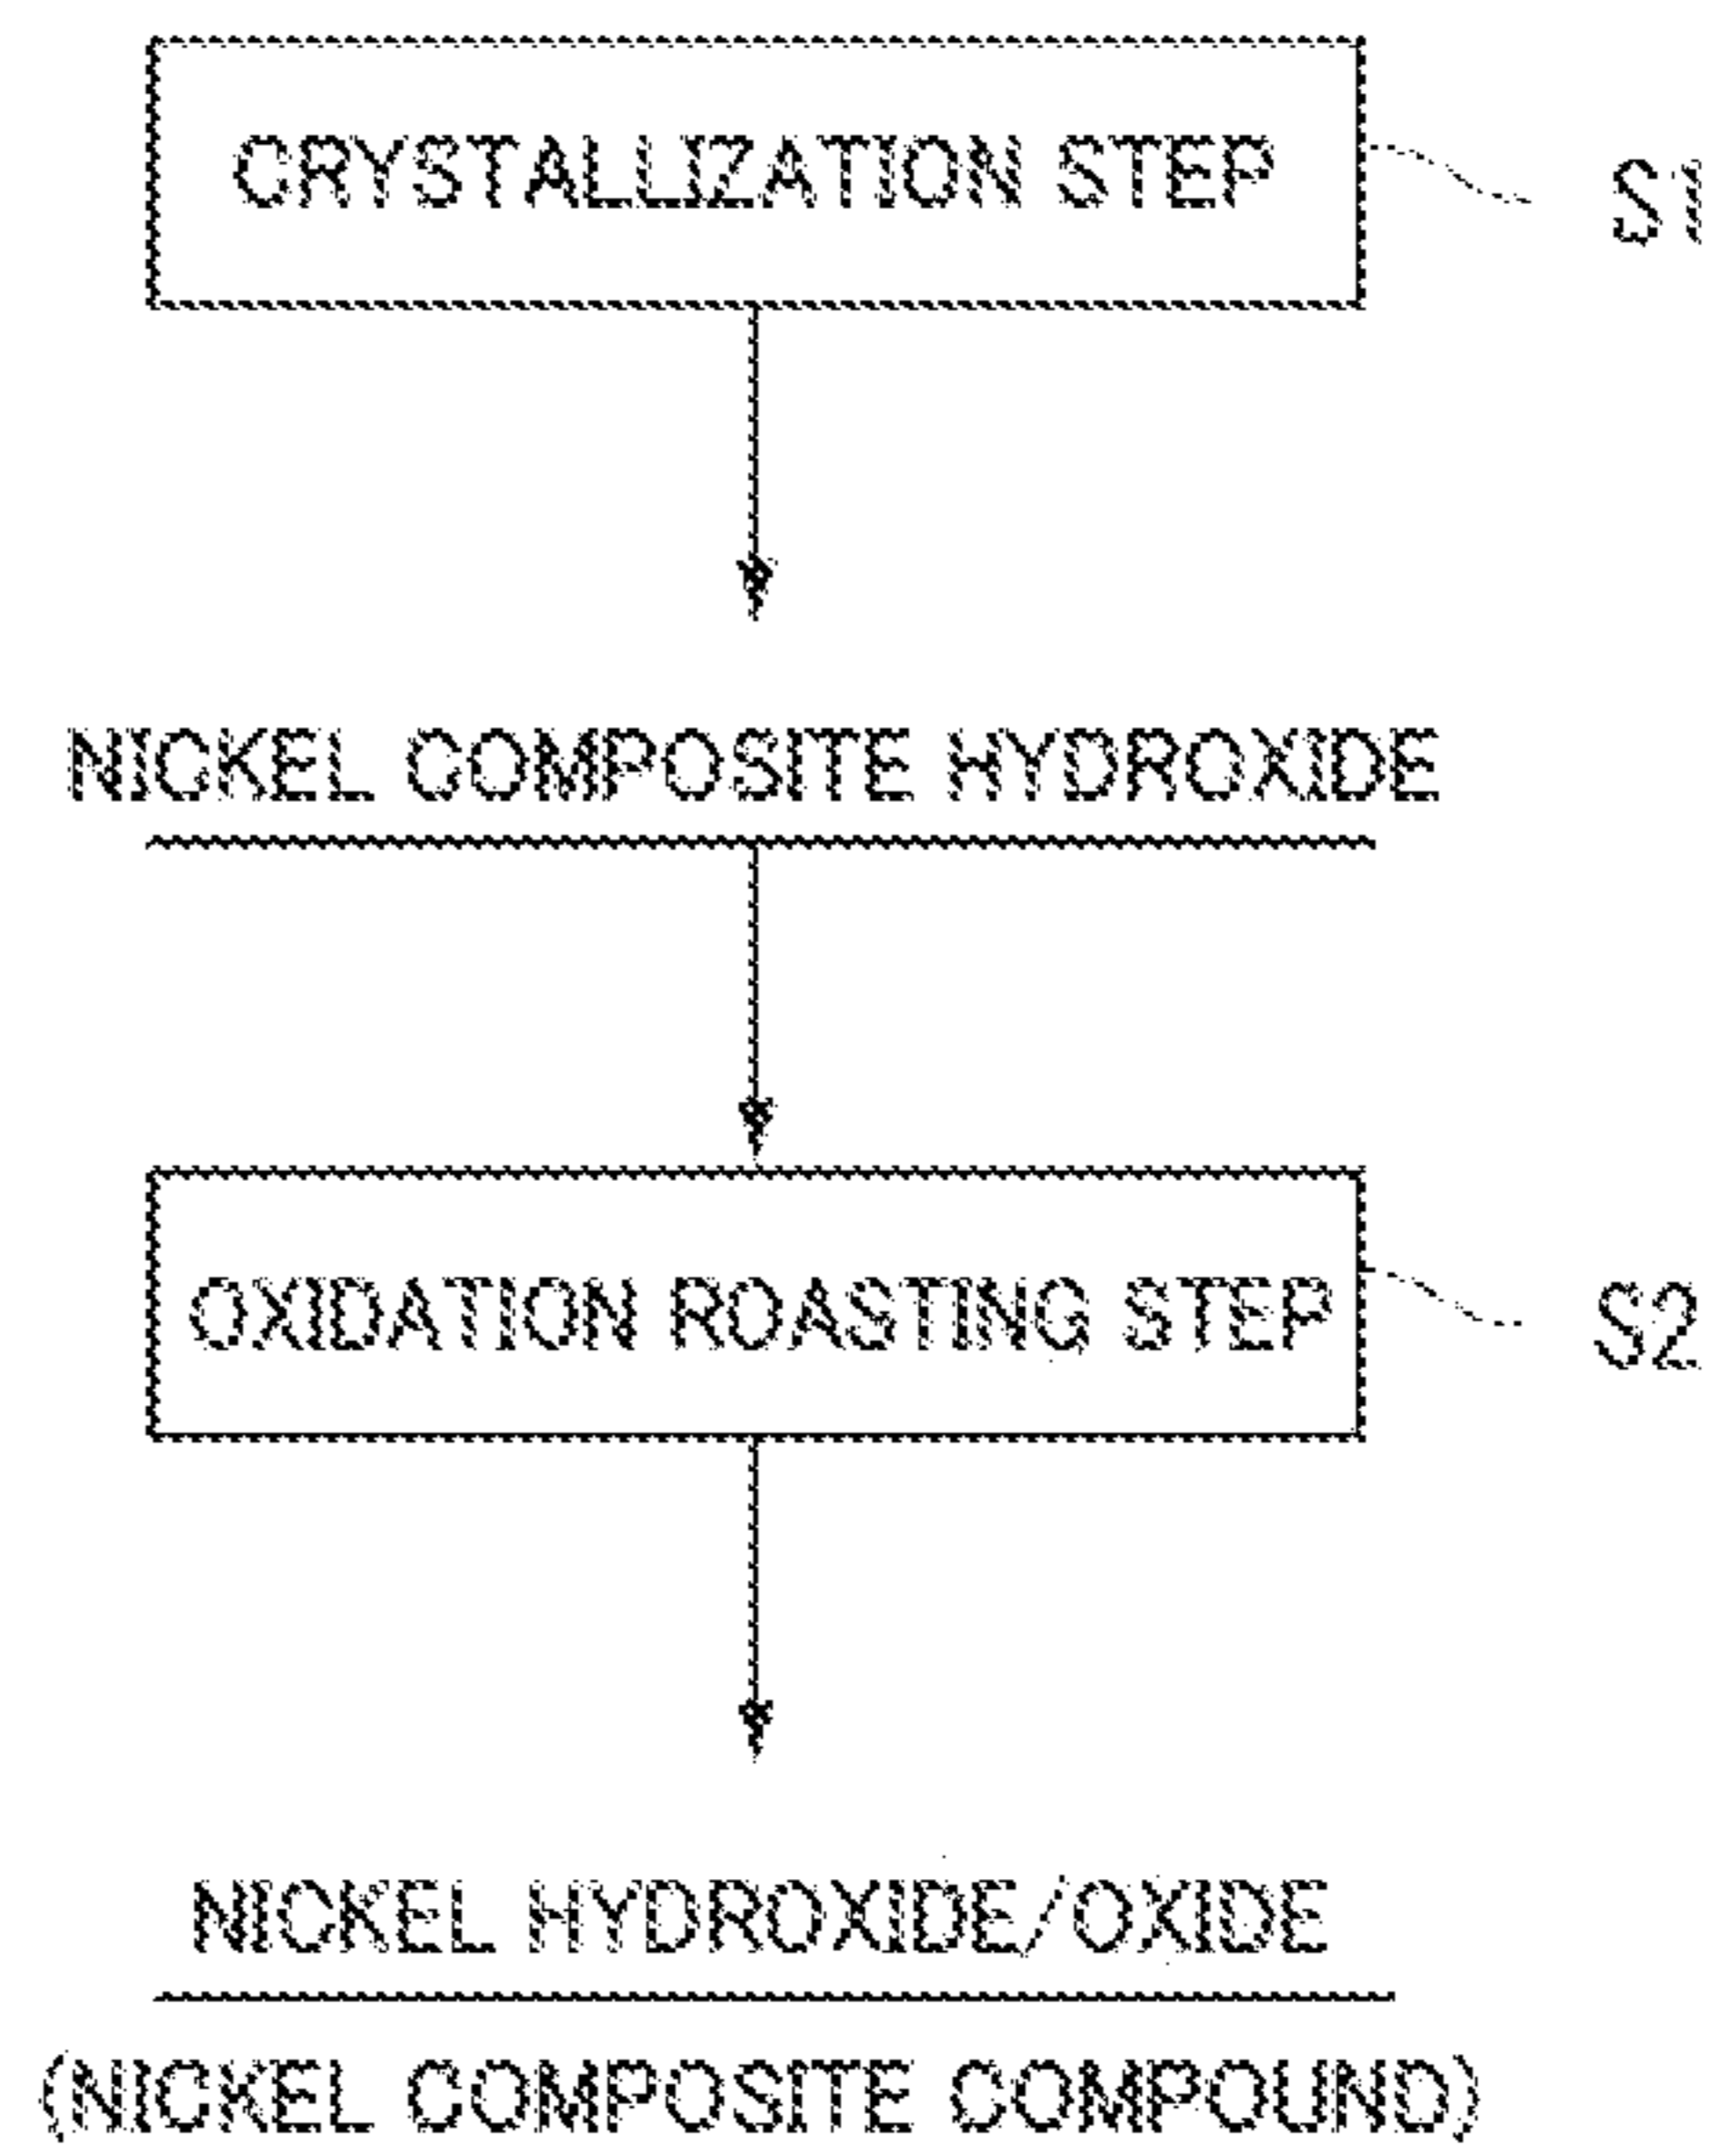 CRYSTALLIZATION STEP
S1
NICKEL COMPOSITE HYDROXIDE
OXIDATION ROASTING STEP
S2
NICKEL HYDROXIDE/OXIDE
(NICKEL COMPOSITE COMPOUND)